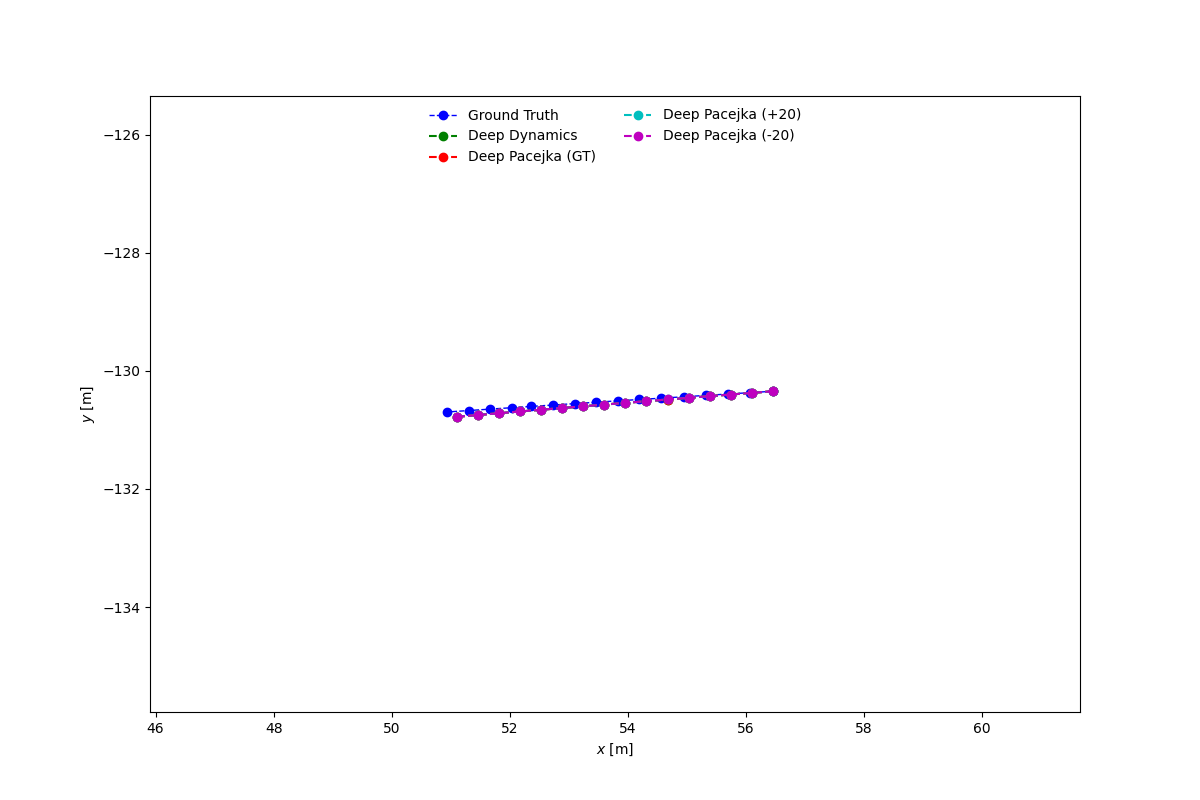 Ground Truth
Deep Dynamics
Deep Pacejka (GT)
Deep Pacejka (+20)
Deep Pacejka (-20)
−126
−128
−130
−132
−134
y [m]
46 48 50 52 54 56 58 60
x [m]